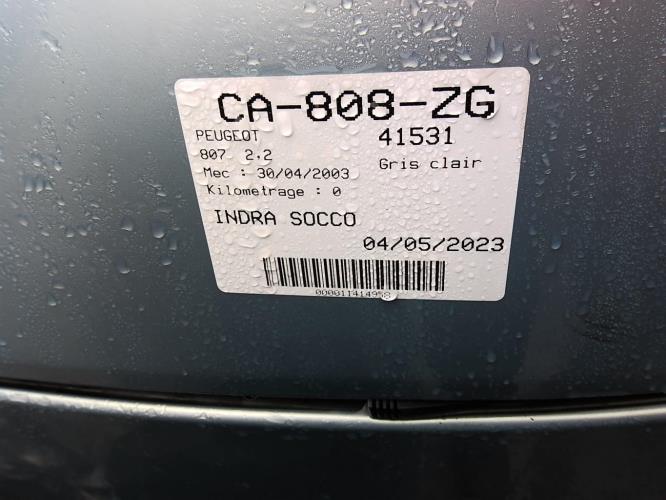 CA-808-ZG
PEUGEOT 41531
807 2.2 Gris clair
Mec : 30/04/2003
Kilometrage : 0
INDRA SOCCO
04/05/2023
000011414958